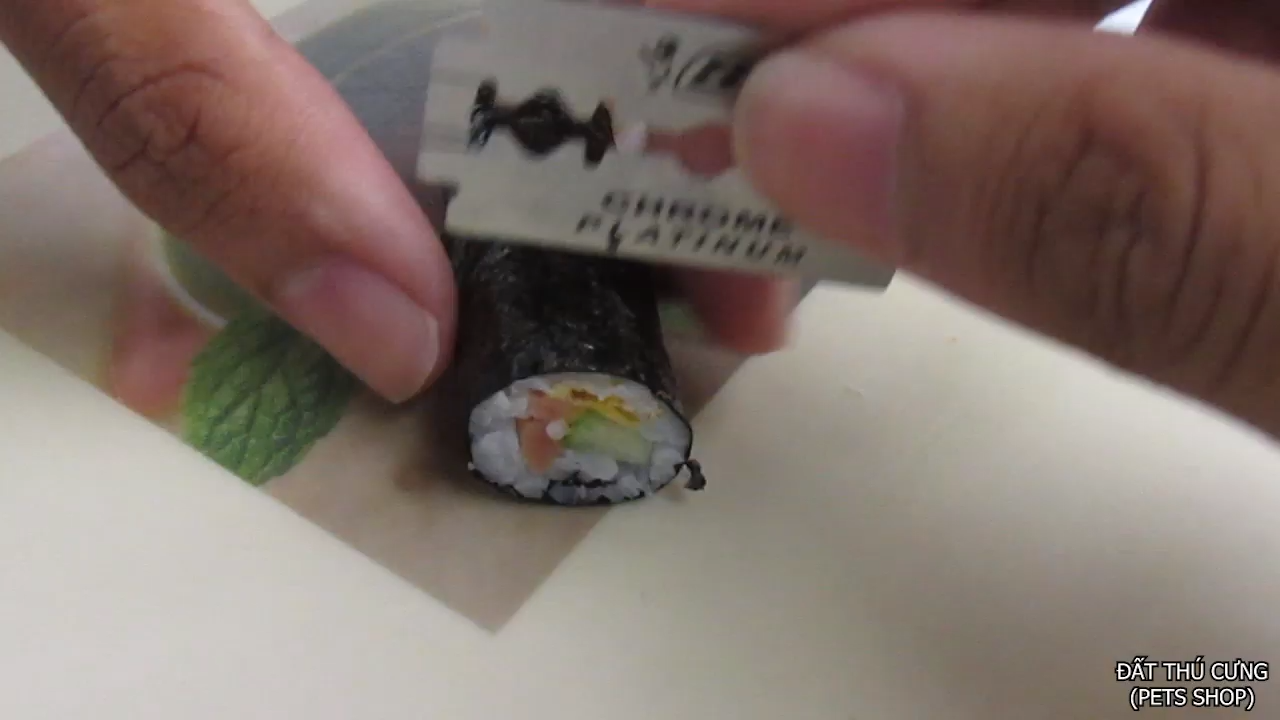 CHROME
PLATINUM
ĐẤT THÚ CƯNG
(PETS SHOP)